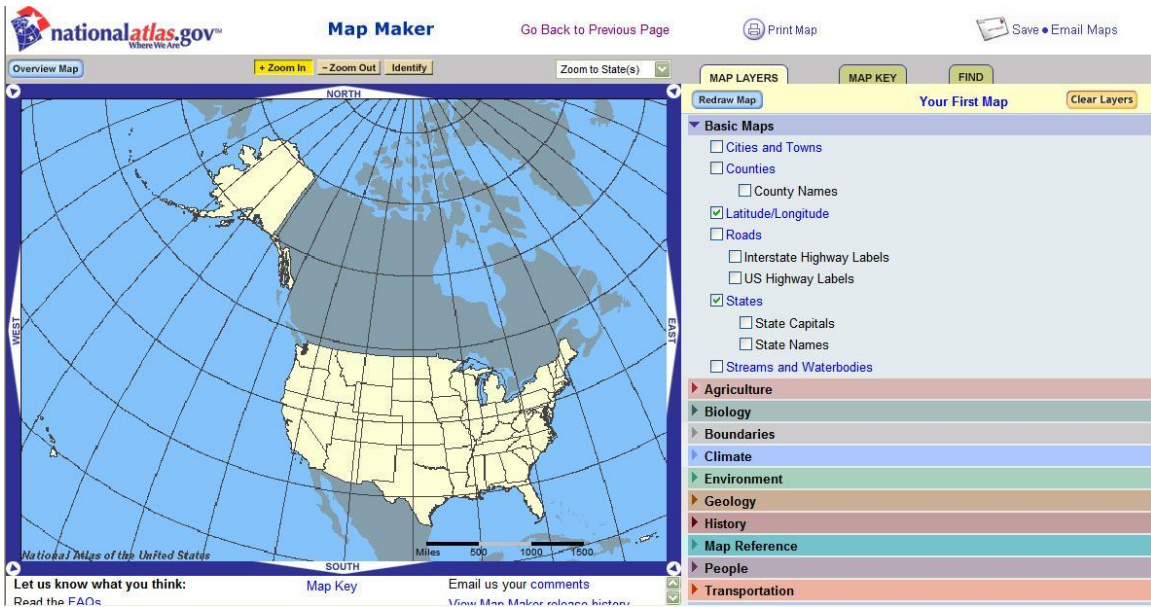 nationalatlas.gov™
Where We Are
Map Maker
Go Back to Previous Page
Print Map
Save • Email Maps
Overview Map
+ Zoom In
- Zoom Out
Identify
Zoom to State(s)
MAP LAYERS
MAP KEY
FIND
Redraw Map
Your First Map
Clear Layers
NORTH
WEST
EAST
SOUTH
National Atlas of the United States
Miles 500 1000 1500
Basic Maps
Cities and Towns
Counties
County Names
Latitude/Longitude
Roads
Interstate Highway Labels
US Highway Labels
States
State Capitals
State Names
Streams and Waterbodies
Agriculture
Biology
Boundaries
Climate
Environment
Geology
History
Map Reference
People
Transportation
Let us know what you think:
Map Key
Email us your comments
Read the FAQs
View Map Maker release history